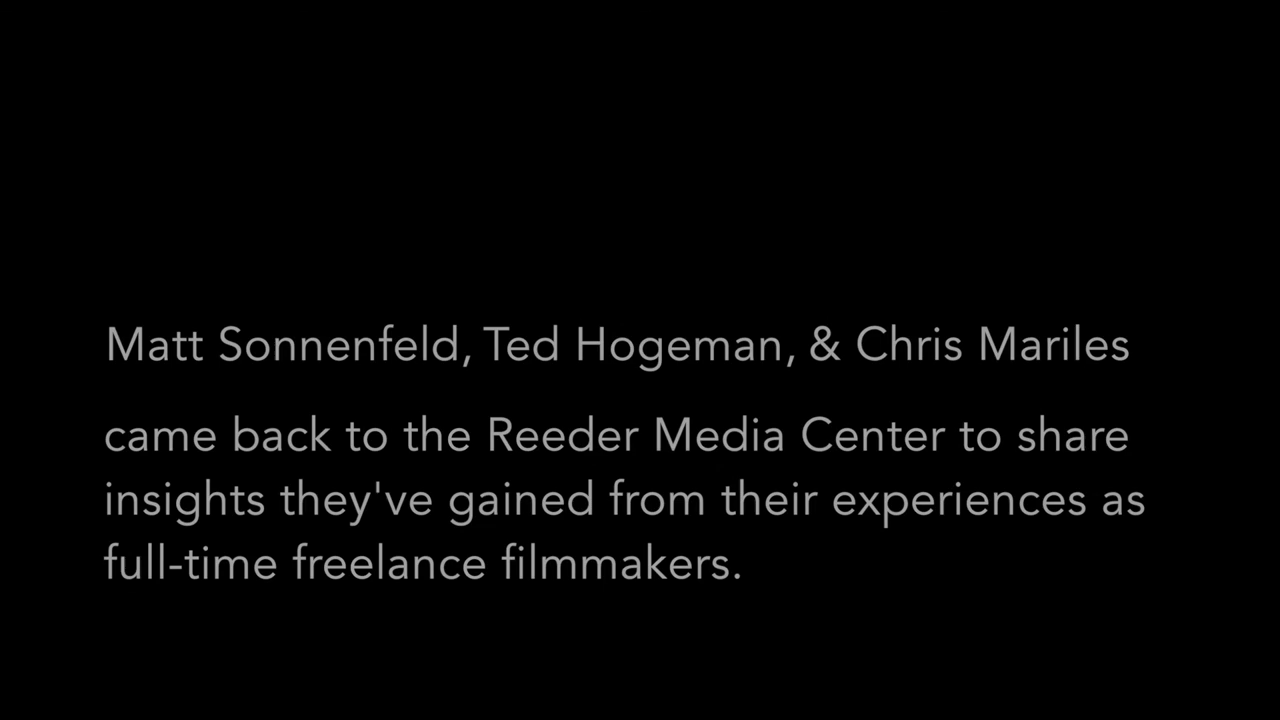 Matt Sonnenfeld, Ted Hogeman, & Chris Mariles
came back to the Reeder Media Center to share
insights they've gained from their experiences as
full-time freelance filmmakers.